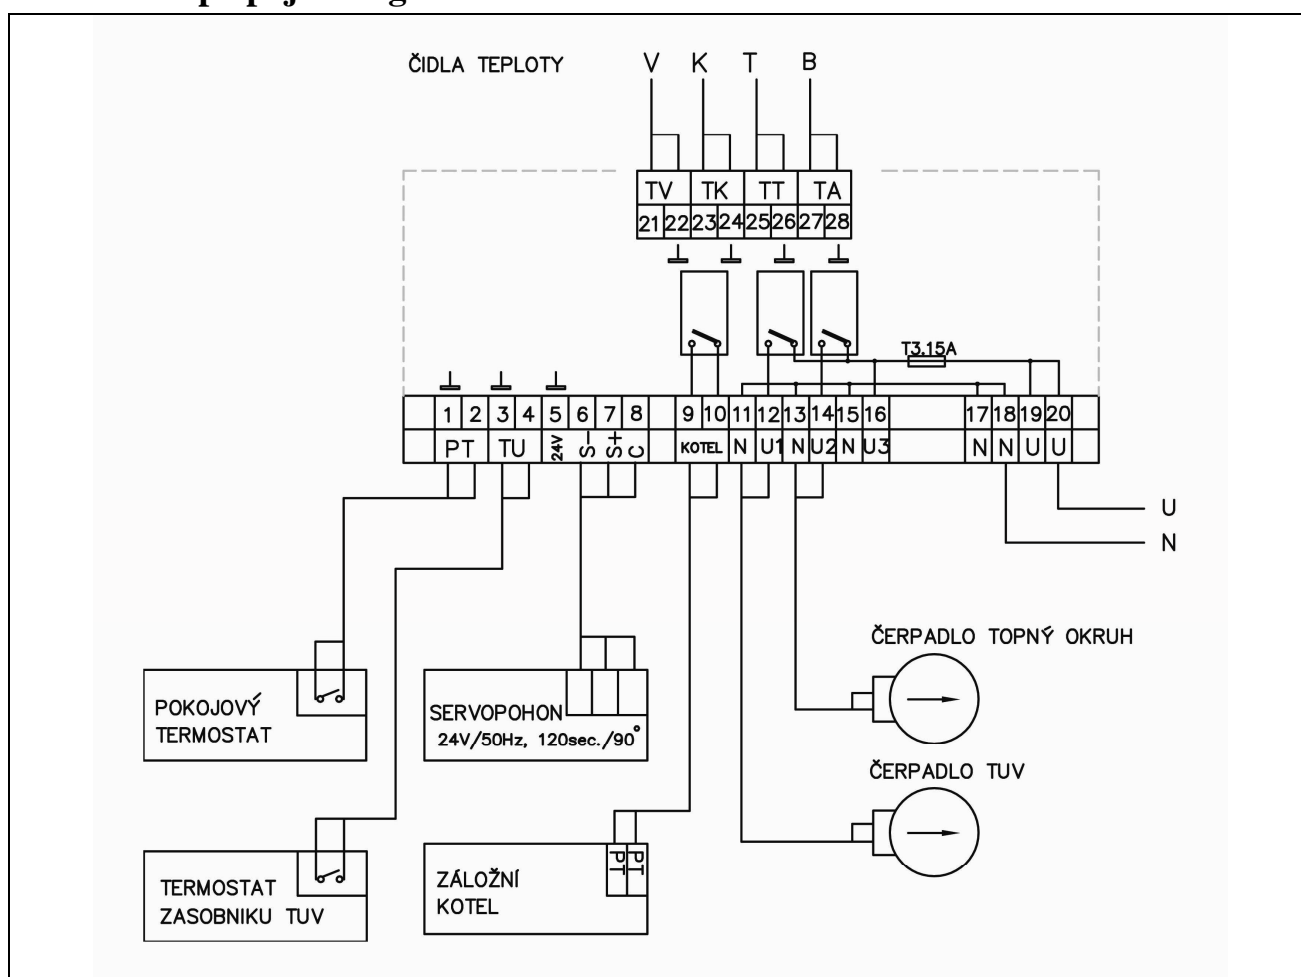 ČIDLA TEPLOTY V K T B
TV TK TT TA
21 22 23 24 25 26 27 28
T3.15A
1 2 3 4 5 6 7 8 9 10 11 12 13 14 15 16 17 18 19 20
PT TU 24V S- S+ C KOTEL N U1 N U2 N U3 N N U U
U
N
ČERPADLO TOPNÝ OKRUH
POKOJOVÝ
TERMOSTAT
SERVOPOHON
24V/50Hz, 120sec./90°
ČERPADLO TUV
PT PT
TERMOSTAT
ZASOBNIKU TUV
ZÁLOŽNÍ
KOTEL